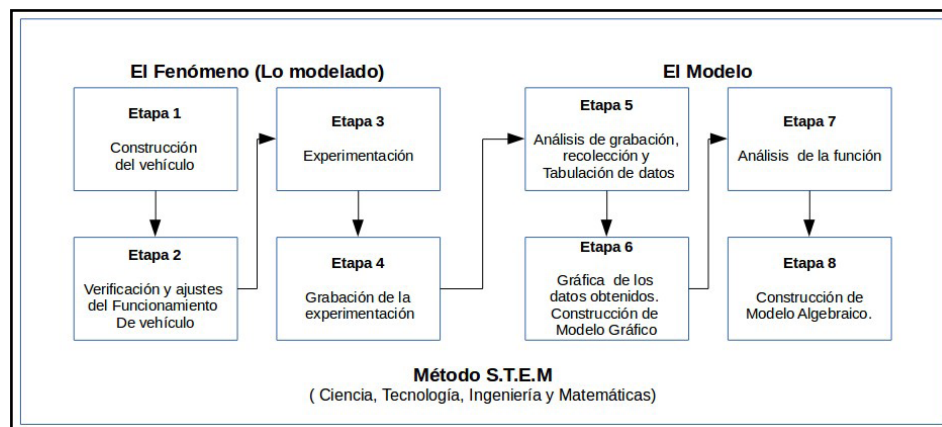 El Fenómeno (Lo modelado)
Etapa 1
Construcción
del vehículo
Etapa 2
Verificación y ajustes
del Funcionamiento
De vehículo
Etapa 3
Experimentación
Etapa 4
Grabación de la
experimentación
El Modelo
Etapa 5
Análisis de grabación,
recolección y
Tabulación de datos
Etapa 6
Gráfica de los
datos obtenidos.
Construcción de
Modelo Gráfico
Etapa 7
Análisis de la función
Etapa 8
Construcción de
Modelo Algebraico.
Método S.T.E.M
( Ciencia, Tecnología, Ingeniería y Matemáticas)